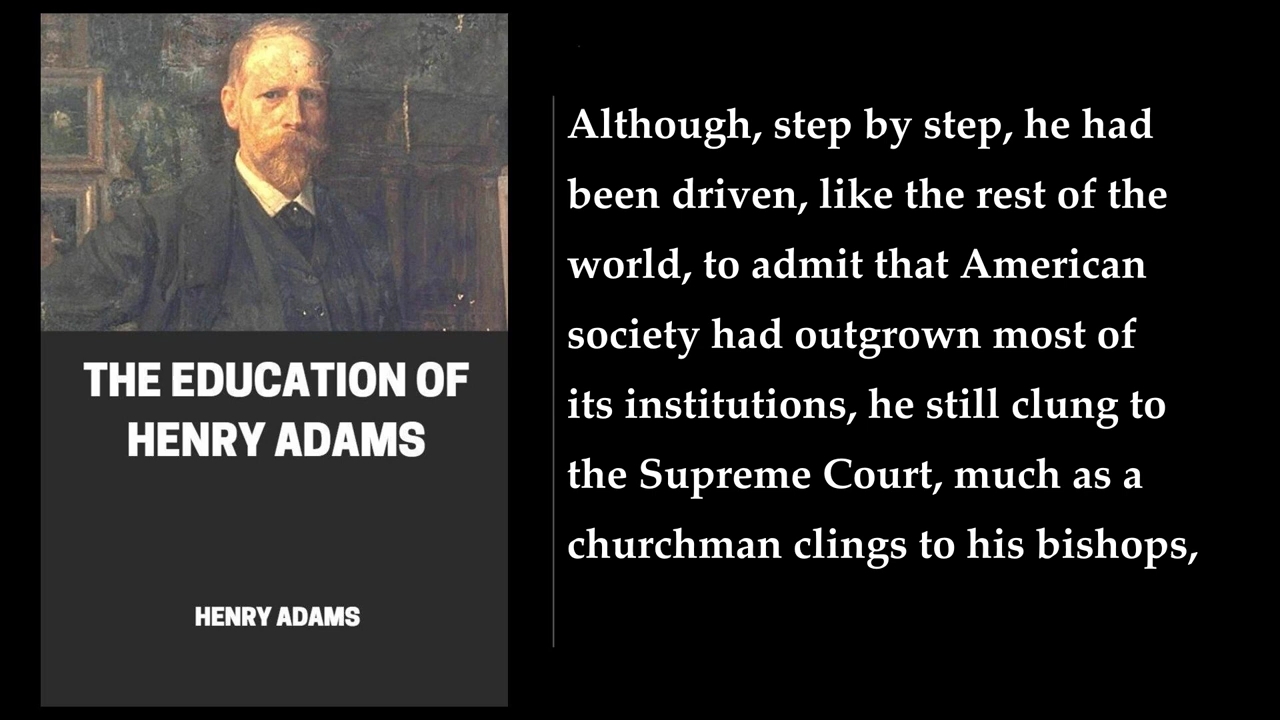 THE EDUCATION OF
HENRY ADAMS
HENRY ADAMS
Although, step by step, he had
been driven, like the rest of the
world, to admit that American
society had outgrown most of
its institutions, he still clung to
the Supreme Court, much as a
churchman clings to his bishops,